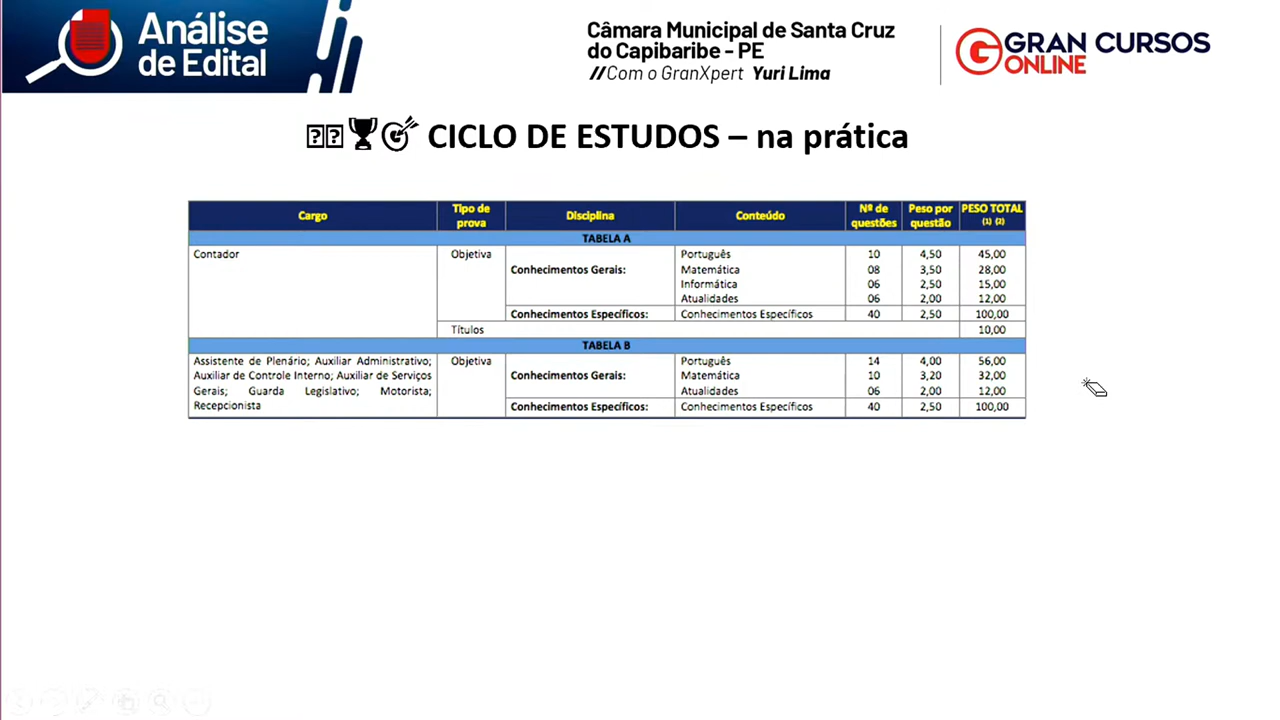 Análise
de Edital
Câmara Municipal de Santa Cruz
do Capibaribe - PE
//Com o GranXpert Yuri Lima
GRAN CURSOS
ONLINE
CICLO DE ESTUDOS – na prática
Cargo Tipo de prova Disciplina Conteúdo Nº de questões Peso por questão PESO TOTAL (1) (2)
TABELA A
Contador Objetiva Português 10 4,50 45,00
Conhecimentos Gerais: Matemática 08 3,50 28,00
Informática 06 2,50 15,00
Atualidades 06 2,00 12,00
Conhecimentos Específicos: Conhecimentos Específicos 40 2,50 100,00
Títulos 10,00
TABELA B
Assistente de Plenário; Auxiliar Administrativo; Objetiva Português 14 4,00 56,00
Auxiliar de Controle Interno; Auxiliar de Serviços Conhecimentos Gerais: Matemática 10 3,20 32,00
Gerais; Guarda Legislativo; Motorista; Atualidades 06 2,00 12,00
Recepcionista Conhecimentos Específicos: Conhecimentos Específicos 40 2,50 100,00